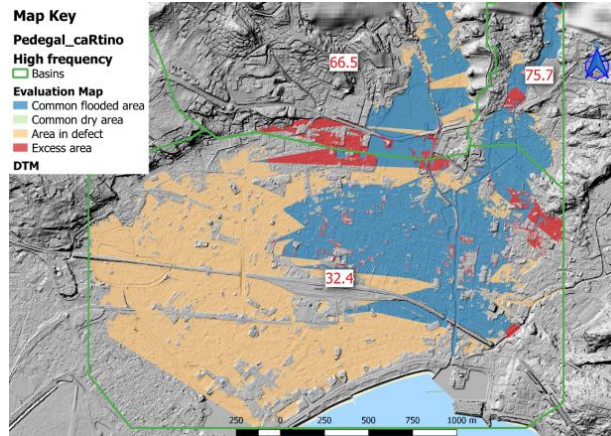 Map Key
Pedegal_caRtino
High frequency
Basins
Evaluation Map
Common flooded area
Common dry area
Area in defect
Excess area
DTM
66.5
75.7
32.4
250 0 250 500 750 1000 m